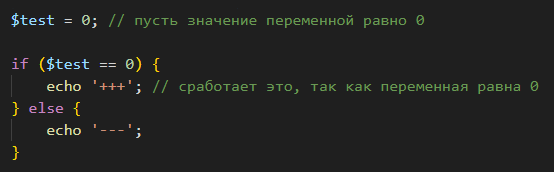 $test = 0; // пусть значение переменной равно 0
if ($test == 0) {
echo '+++'; // сработает это, так как переменная равна 0
} else {
echo '---';
}